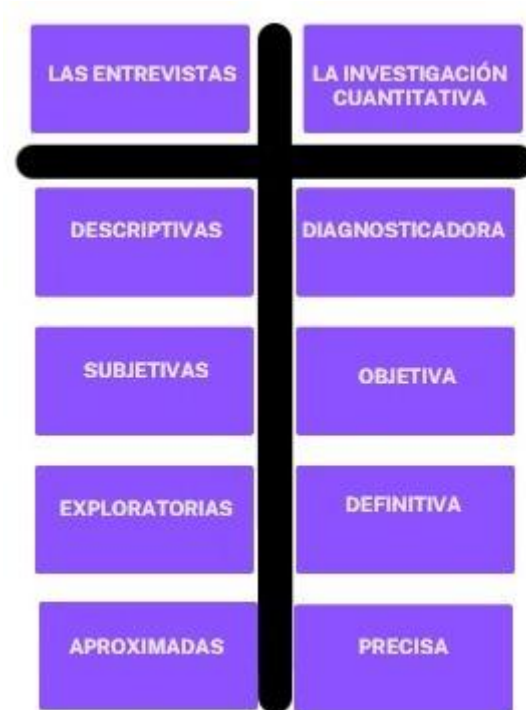 LAS ENTREVISTAS
LA INVESTIGACIÓN
CUANTITATIVA
DESCRIPTIVAS
DIAGNOSTICADORA
SUBJETIVAS
OBJETIVA
EXPLORATORIAS
DEFINITIVA
APROXIMADAS
PRECISA